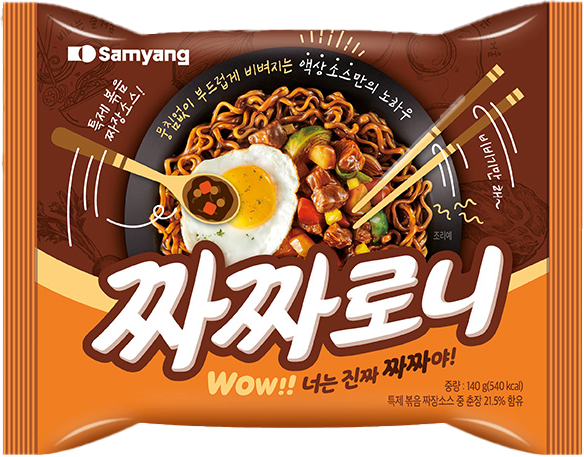 Samyang
특제 볶음
짜장소스!
뭉침없이 부드럽게 비벼지는 액상소스만의 노하우
비비기만 해~
조리예
짜짜로니
Wow!! 너는 진짜 짜짜야!
중량 : 140 g(540 kcal)
특제 볶음 짜장소스 중 춘장 21.5% 함유